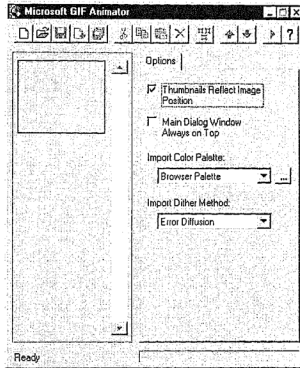 Microsoft GIF Animator
Options
Thumbnails Reflect Image
Position
Main Dialog Window
Always on Top
Import Color Palette:
Browser Palette
...
Import Dither Method:
Error Diffusion
Ready